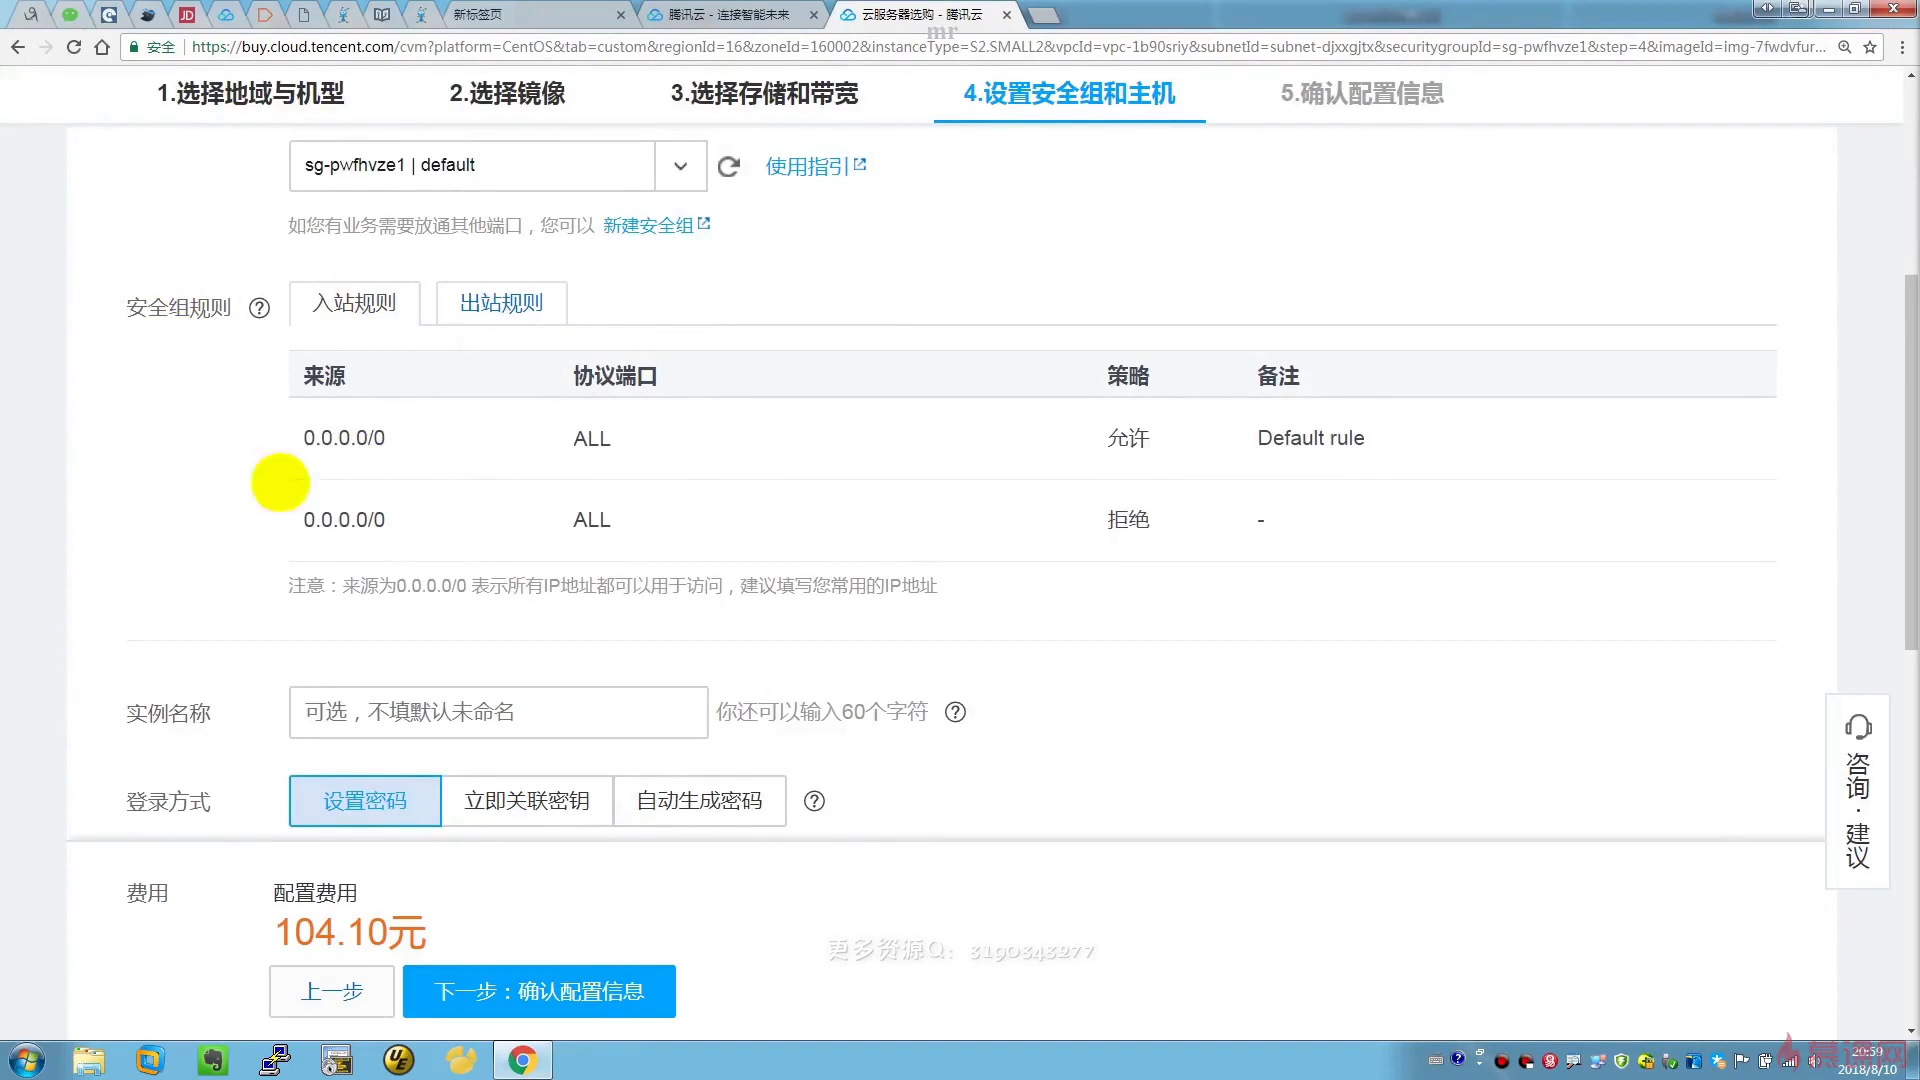 新标签页
腾讯云 - 连接智能未来
云服务器选购 - 腾讯云
mr
安全
https://buy.cloud.tencent.com/cvm?platform=CentOS&tab=custom&regionId=16&zoneId=160002&instanceType=S2.SMALL2&vpcId=vpc-1b90sriy&subnetId=subnet-djxxgjtx&securitygroupId=sg-pwfhvze1&step=4&imageId=img-7fwdvfur...
1.选择地域与机型
2.选择镜像
3.选择存储和带宽
4.设置安全组和主机
5.确认配置信息
sg-pwfhvze1 | default
使用指引
如您有业务需要放通其他端口，您可以 新建安全组
安全组规则
入站规则
出站规则
来源
协议端口
策略
备注
0.0.0.0/0
ALL
允许
Default rule
0.0.0.0/0
ALL
拒绝
-
注意：来源为0.0.0.0/0 表示所有IP地址都可以用于访问，建议填写您常用的IP地址
实例名称
可选，不填默认未命名
你还可以输入60个字符
登录方式
设置密码
立即关联密钥
自动生成密码
咨询·建议
费用
配置费用
104.10元
更多资源Q：3190343277
上一步
下一步：确认配置信息
慕课网
20:59
2018/8/10